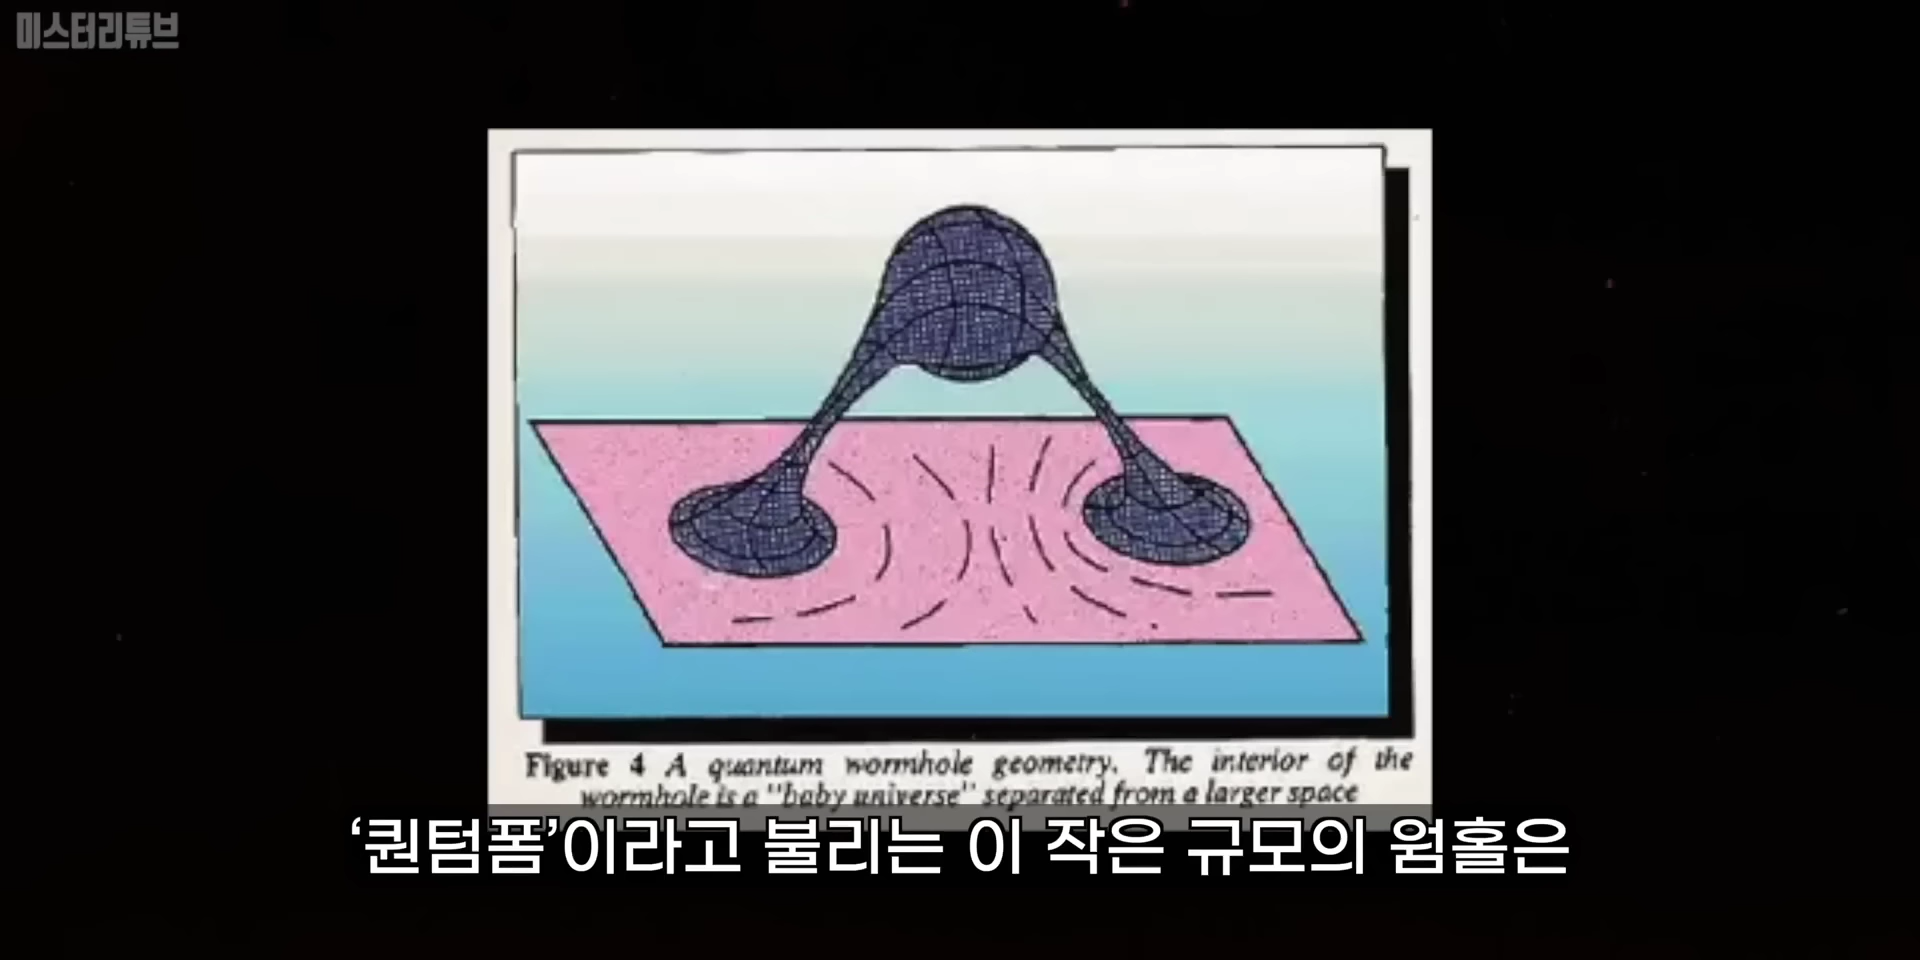 미스터리튜브
Figure 4 A quantum wormhole geometry. The interior of the
wormhole is a "baby universe" separated from a larger space
‘퀀텀폼’이라고 불리는 이 작은 규모의 웜홀은